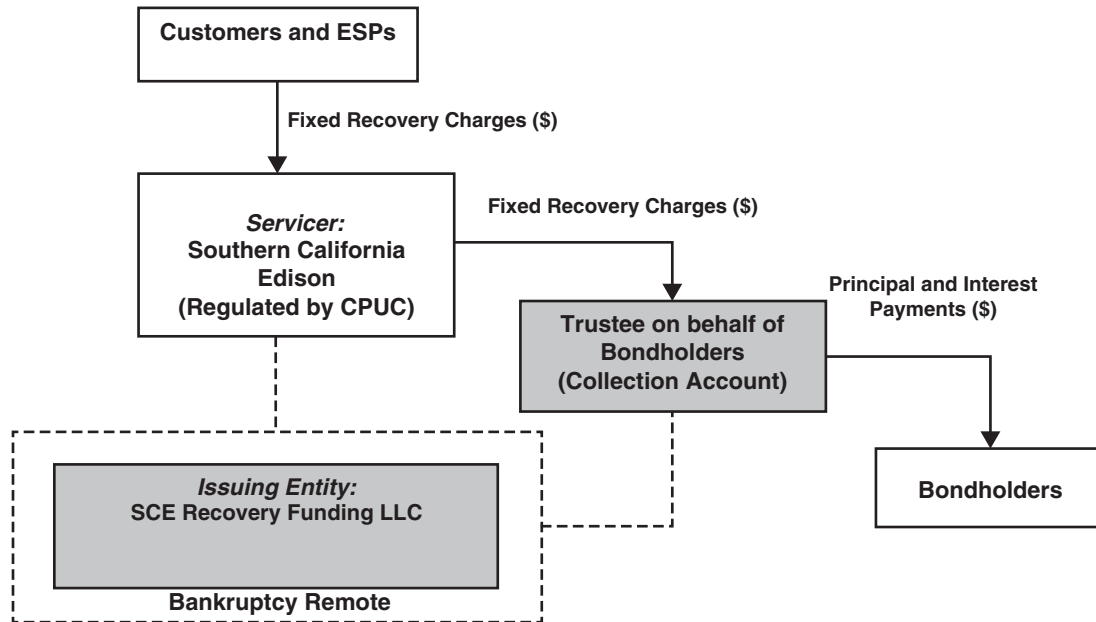 Customers and ESPs
Fixed Recovery Charges ($)
Servicer:
Southern California
Edison
(Regulated by CPUC)
Fixed Recovery Charges ($)
Trustee on behalf of
Bondholders
(Collection Account)
Principal and Interest
Payments ($)
Bondholders
Issuing Entity:
SCE Recovery Funding LLC
Bankruptcy Remote